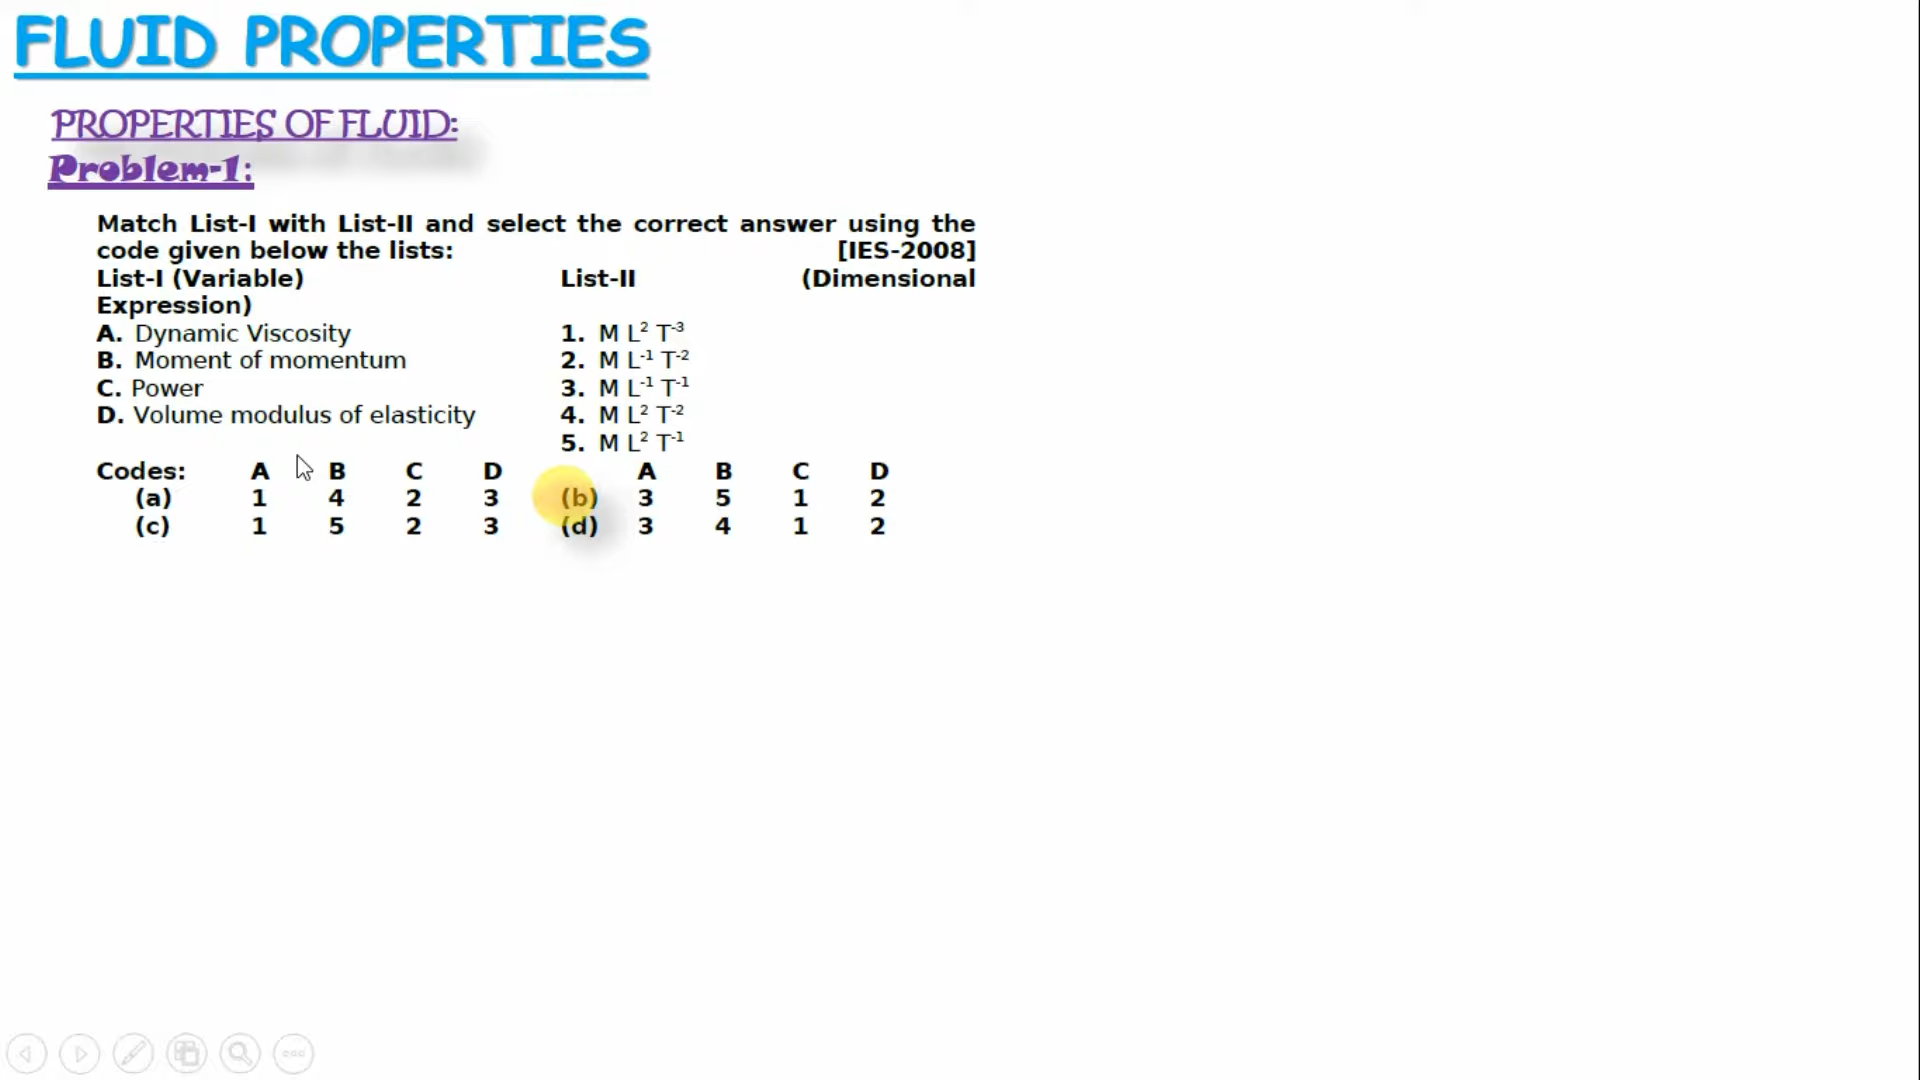 FLUID PROPERTIES
PROPERTIES OF FLUID:
Problem-1:
Match List-I with List-II and select the correct answer using the
code given below the lists: [IES-2008]
List-I (Variable) List-II (Dimensional
Expression)
A. Dynamic Viscosity 1. M L² T⁻³
B. Moment of momentum 2. M L⁻¹ T⁻²
C. Power 3. M L⁻¹ T⁻¹
D. Volume modulus of elasticity 4. M L² T⁻²
5. M L² T⁻¹
Codes: A B C D A B C D
(a) 1 4 2 3 (b) 3 5 1 2
(c) 1 5 2 3 (d) 3 4 1 2